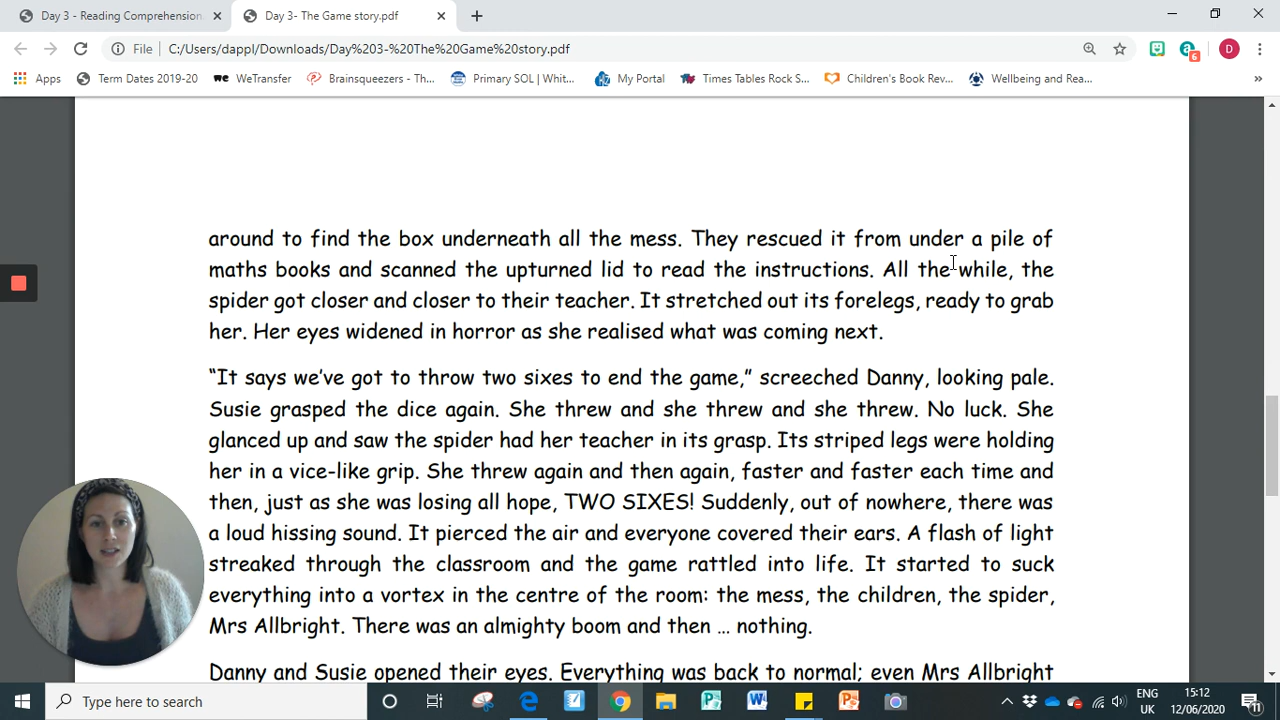 Day 3 - Reading Comprehension
Day 3- The Game story.pdf
File
C:/Users/dappl/Downloads/Day%203-%20The%20Game%20story.pdf
D
6
Apps
Term Dates 2019-20
WeTransfer
Brainsqueezers - Th...
Primary SOL | Whit...
My Portal
Times Tables Rock S...
Children's Book Rev...
Wellbeing and Rea...
»
around to find the box underneath all the mess. They rescued it from under a pile of
maths books and scanned the upturned lid to read the instructions. All the while, the
spider got closer and closer to their teacher. It stretched out its forelegs, ready to grab
her. Her eyes widened in horror as she realised what was coming next.
“It says we’ve got to throw two sixes to end the game,” screeched Danny, looking pale.
Susie grasped the dice again. She threw and she threw and she threw. No luck. She
glanced up and saw the spider had her teacher in its grasp. Its striped legs were holding
her in a vice-like grip. She threw again and then again, faster and faster each time and
then, just as she was losing all hope, TWO SIXES! Suddenly, out of nowhere, there was
a loud hissing sound. It pierced the air and everyone covered their ears. A flash of light
streaked through the classroom and the game rattled into life. It started to suck
everything into a vortex in the centre of the room: the mess, the children, the spider,
Mrs Allbright. There was an almighty boom and then … nothing.
Danny and Susie opened their eyes. Everything was back to normal; even Mrs Allbright
Type here to search
ENG
UK
15:12
12/06/2020
11